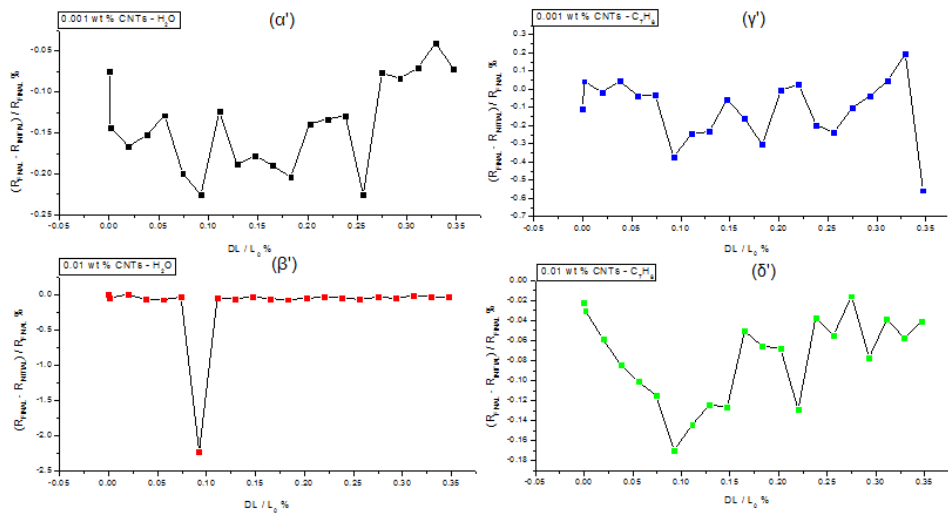 0.001 wt % CNTs - H₂O
(α')
-0.05
-0.10
-0.15
-0.20
-0.25
(R_FINAL - R_INITIAL) / R_FINAL %
-0.05 0.00 0.05 0.10 0.15 0.20 0.25 0.30 0.35
DL / L₀ %
0.001 wt % CNTs - C₇H₈
(γ')
0.3
0.2
0.1
0.0
-0.1
-0.2
-0.3
-0.4
-0.5
-0.6
-0.7
(R_FINAL - R_INITIAL) / R_FINAL %
-0.05 0.00 0.05 0.10 0.15 0.20 0.25 0.30 0.35
DL / L₀ %
0.01 wt % CNTs - H₂O
(β')
0.0
-0.5
-1.0
-1.5
-2.0
-2.5
(R_FINAL - R_INITIAL) / R_FINAL %
-0.05 0.00 0.05 0.10 0.15 0.20 0.25 0.30 0.35
DL / L₀ %
0.01 wt % CNTs - C₇H₈
(δ')
0.00
-0.02
-0.04
-0.06
-0.08
-0.10
-0.12
-0.14
-0.16
-0.18
(R_FINAL - R_INITIAL) / R_FINAL %
-0.05 0.00 0.05 0.10 0.15 0.20 0.25 0.30 0.35
DL / L₀ %